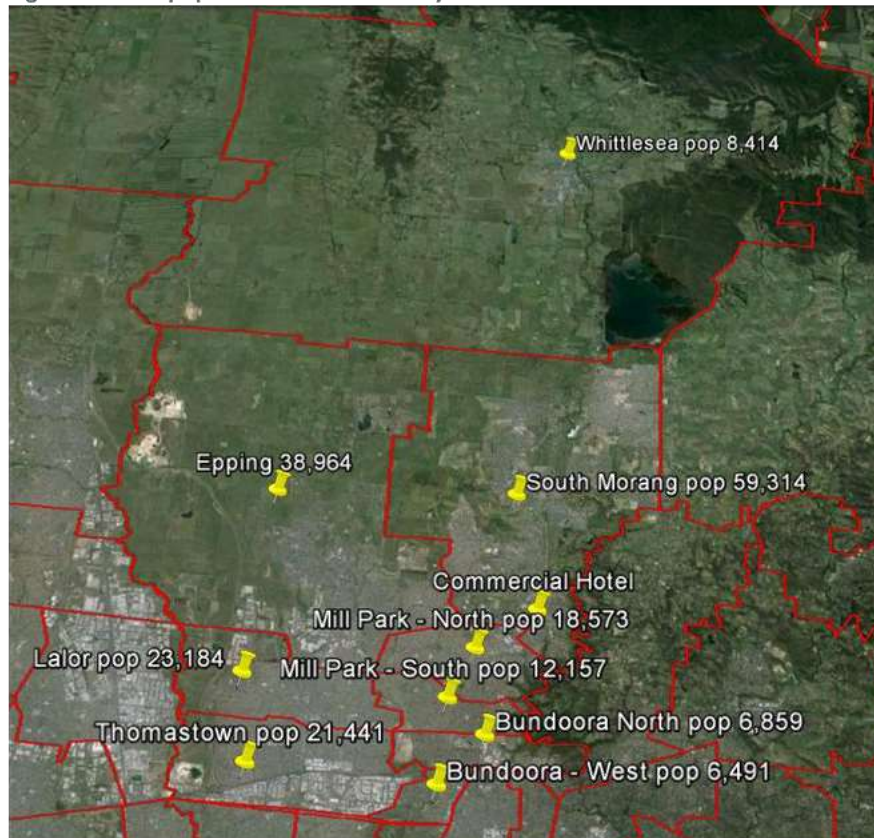 Whittlesea pop 8,414
Epping 38,964
South Morang pop 59,314
Commercial Hotel
Mill Park - North pop 18,573
Lalor pop 23,184
Mill Park - South pop 12,157
Bundoora North pop 6,859
Thomastown pop 21,441
Bundoora - West pop 6,491